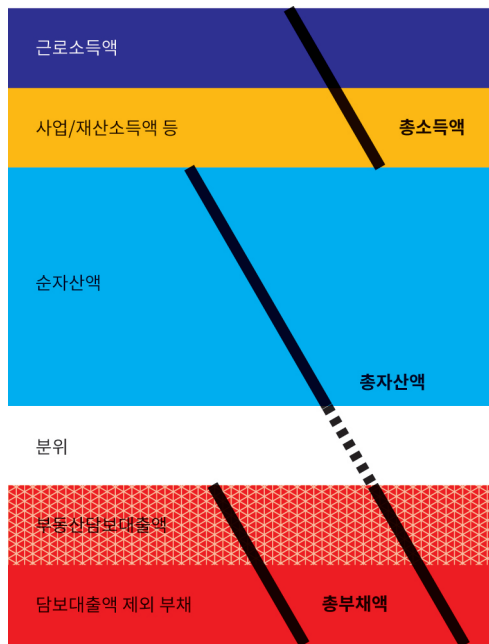 근로소득액
사업/재산소득액 등
총소득액
순자산액
총자산액
분위
부동산담보대출액
담보대출액 제외 부채
총부채액